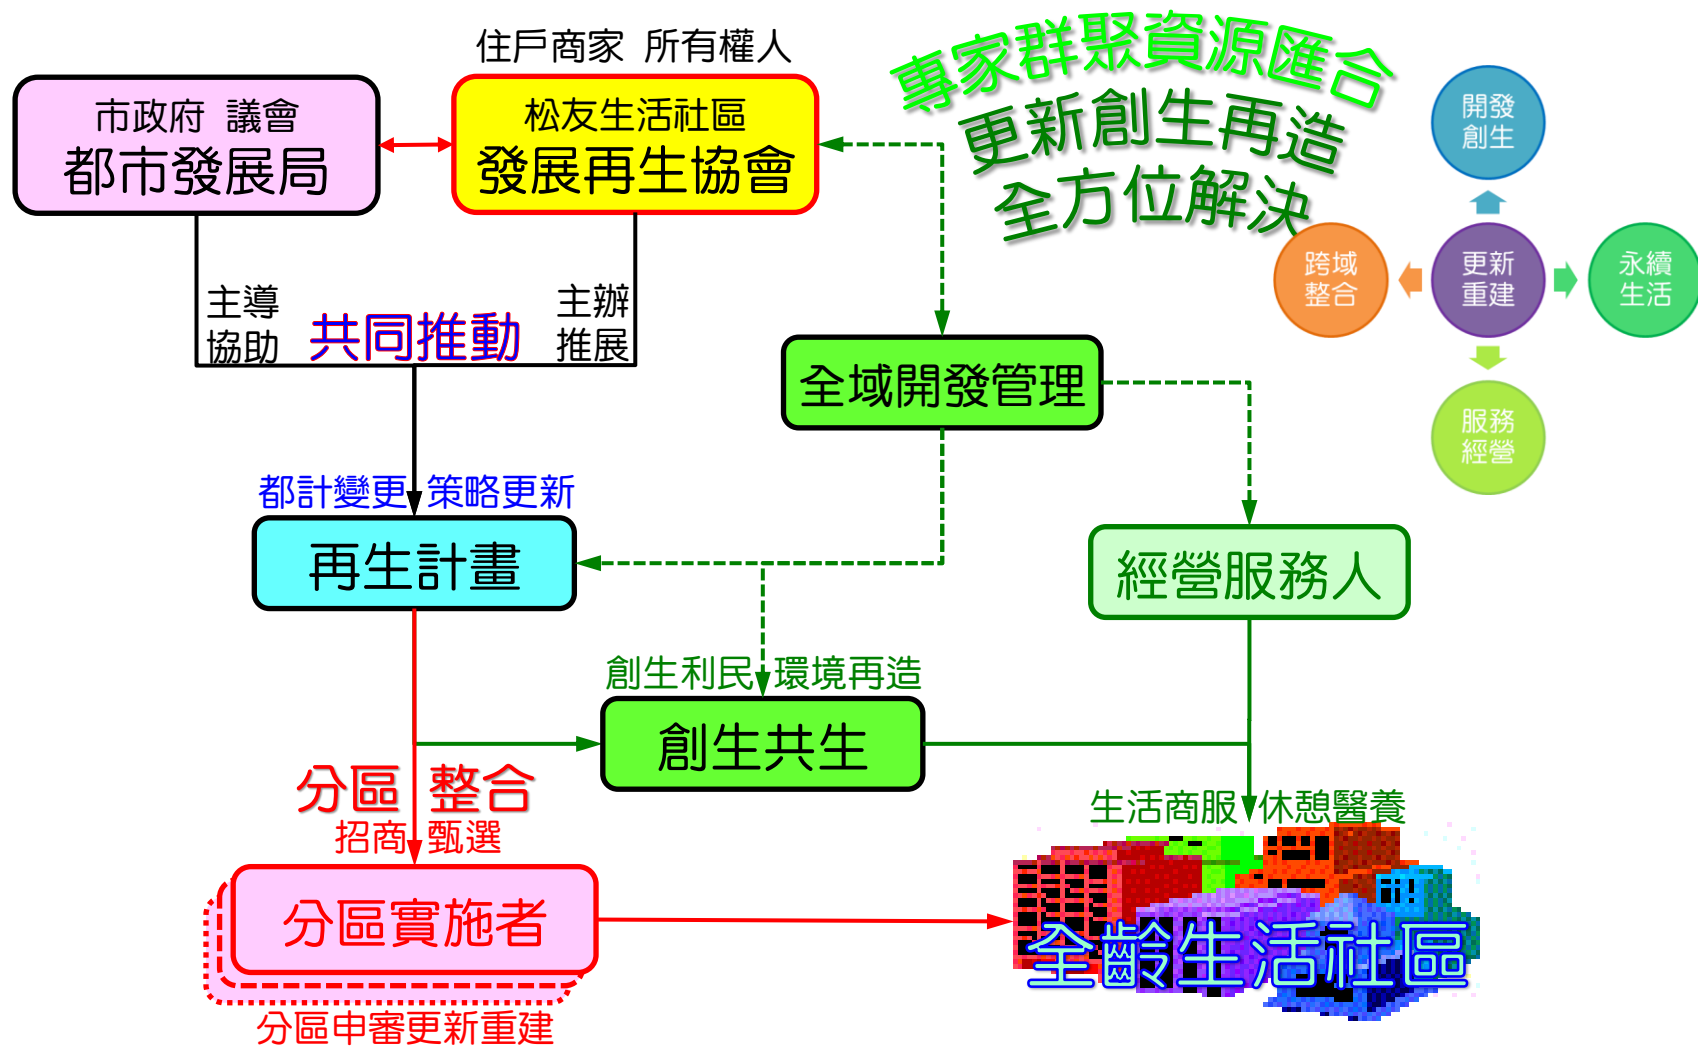 住戶商家 所有權人
市政府 議會
都市發展局
松友生活社區
發展再生協會
專家群聚資源匯合
更新創生再造
全方位解決
開發
創生
跨域
整合
更新
重建
永續
生活
服務
經營
主導
協助
共同推動
主辦
推展
全域開發管理
都計變更 策略更新
再生計畫
經營服務人
創生利民 環境再造
創生共生
分區 整合
招商 甄選
生活商服 休憩醫養
分區實施者
全齡生活社區
分區申審更新重建